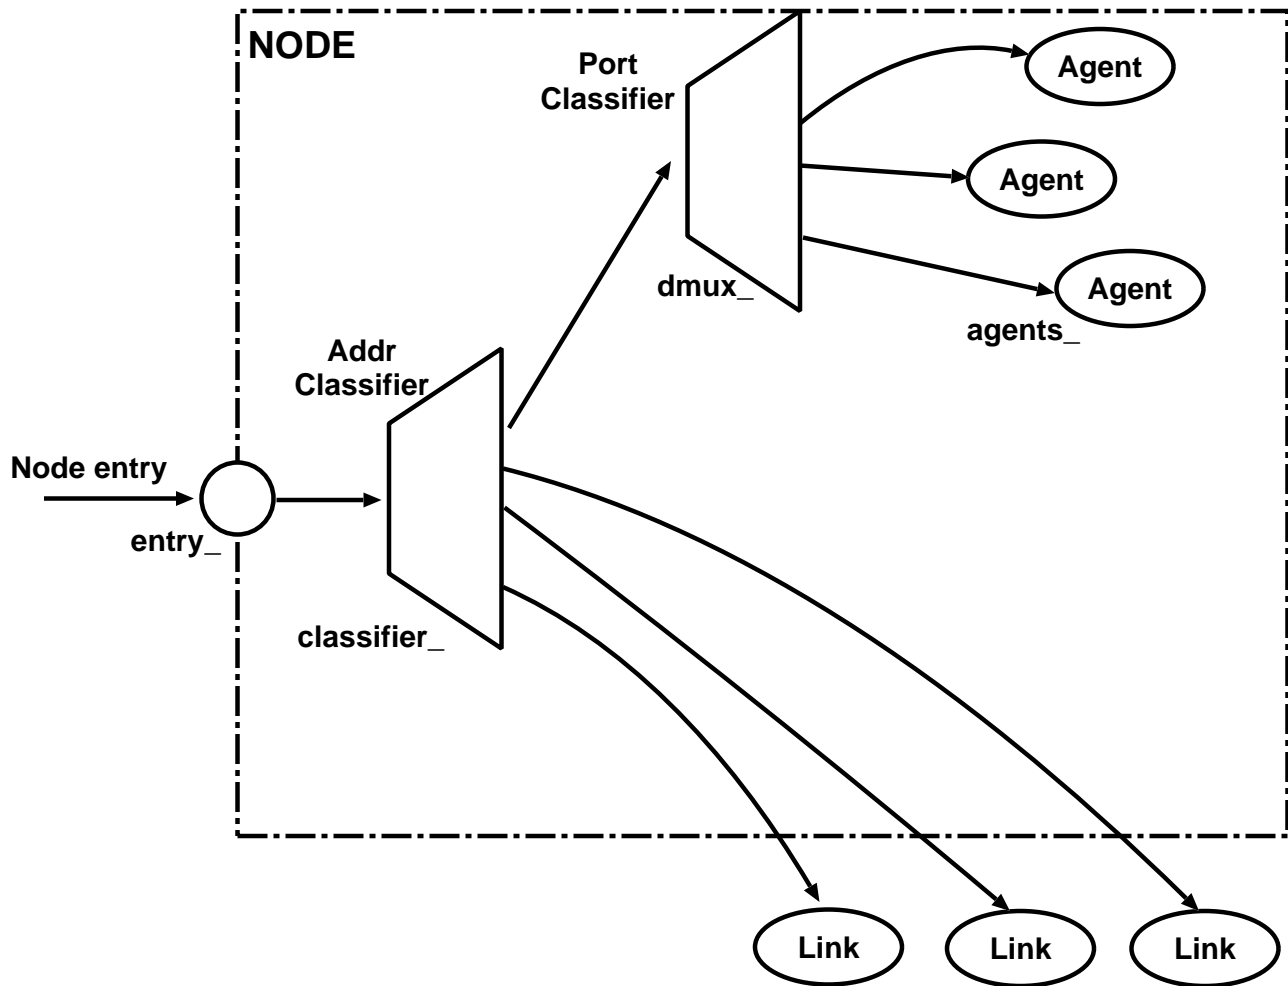 NODE
Port
Classifier
Agent
Agent
Agent
dmux_
agents_
Addr
Classifier
Node entry
entry_
classifier_
Link
Link
Link